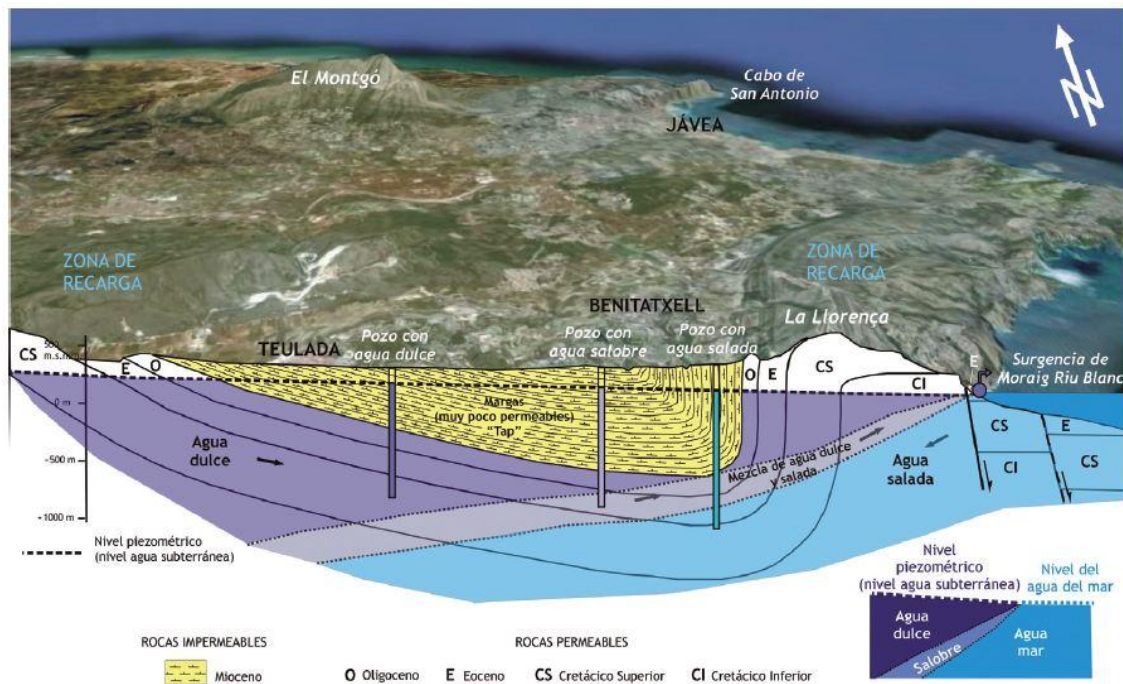 El Montgó
Cabo de
San Antonio
JÁVEA
ZONA DE
RECARGA
ZONA DE
RECARGA
BENITATXELL
La Llorença
TEULADA
Pozo con
agua dulce
Pozo con
agua salobre
Pozo con
agua salada
Surgencia de
Moraig Riu Blanc
CS
500
m.s.n.m.
E
O
O
E
CS
CI
E
0 m
Margas
(muy poco permeables)
"Tap"
Agua
dulce
-500 m
Mezcla de agua dulce
y salada
Agua
salada
CS
E
CI
CS
-1000 m
Nivel piezométrico
(nivel agua subterránea)
Nivel
piezométrico
(nivel agua subterránea)
Nivel del
agua del mar
Agua
dulce
Salobre
Agua
mar
ROCAS IMPERMEABLES
ROCAS PERMEABLES
Mioceno
O Oligoceno
E Eoceno
CS Cretácico Superior
CI Cretácico Inferior